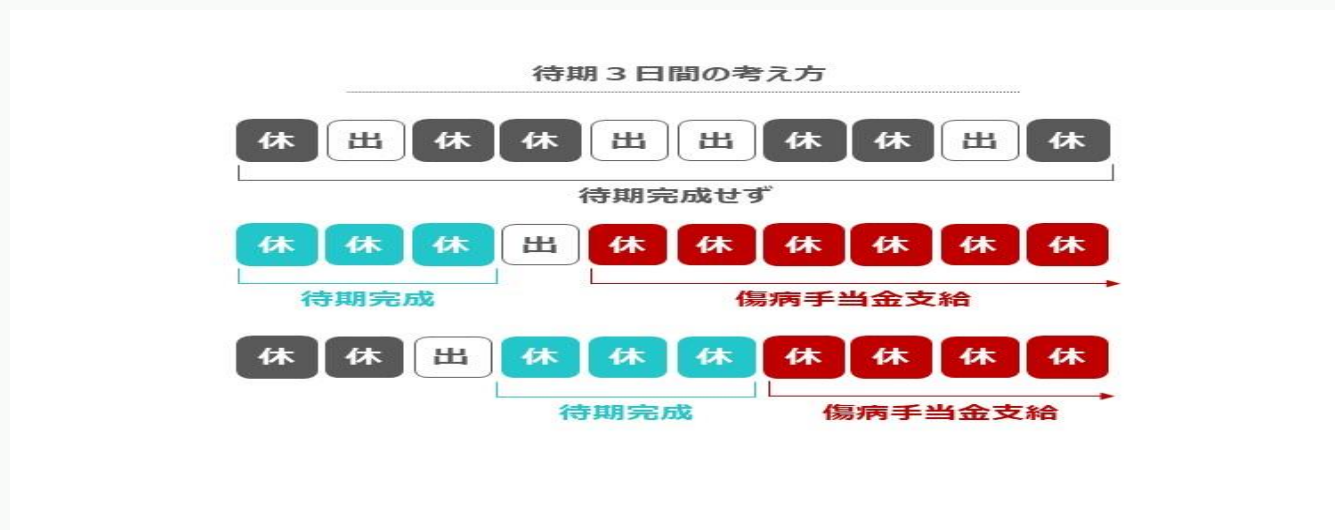 待期3日間の考え方
休 出 休 休 出 出 休 休 出 休
待期完成せず
休 休 休 出 休 休 休 休 休 休
待期完成 傷病手当金支給
休 休 出 休 休 休 休 休 休 休
待期完成 傷病手当金支給